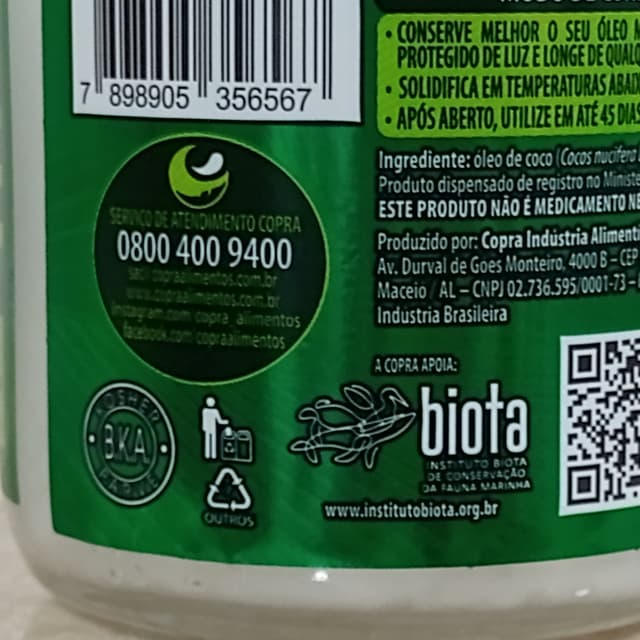 • CONSERVE MELHOR O SEU ÓLEO
PROTEGIDO DE LUZ E LONGE DE
• SOLIDIFICA EM TEMPERATURAS
• APÓS ABERTO, UTILIZE EM ATÉ 45 DIAS
7 898905 356567
Ingrediente: óleo de coco (Cocos nucifera
Produto dispensado de registro no
ESTE PRODUTO NÃO É MEDICAMENTO
Produzido por: Copra Indústria
Av. Durval de Goes Monteiro, 4000 B – CEP
Maceio / AL – CNPJ 02.736.595/0001-73 –
Industria Brasileira
SERVIÇO DE ATENDIMENTO COPRA
0800 400 9400
sac@copraalimentos.com.br
www.copraalimentos.com.br
instagram.com/copra_alimentos
facebook.com/copraalimentos
A COPRA APOIA:
biota
INSTITUTO BIOTA
DE CONSERVAÇÃO
DA FAUNA MARINHA
www.institutobiota.org.br
KOSHER
B.K.A.
PARVE
OUTROS